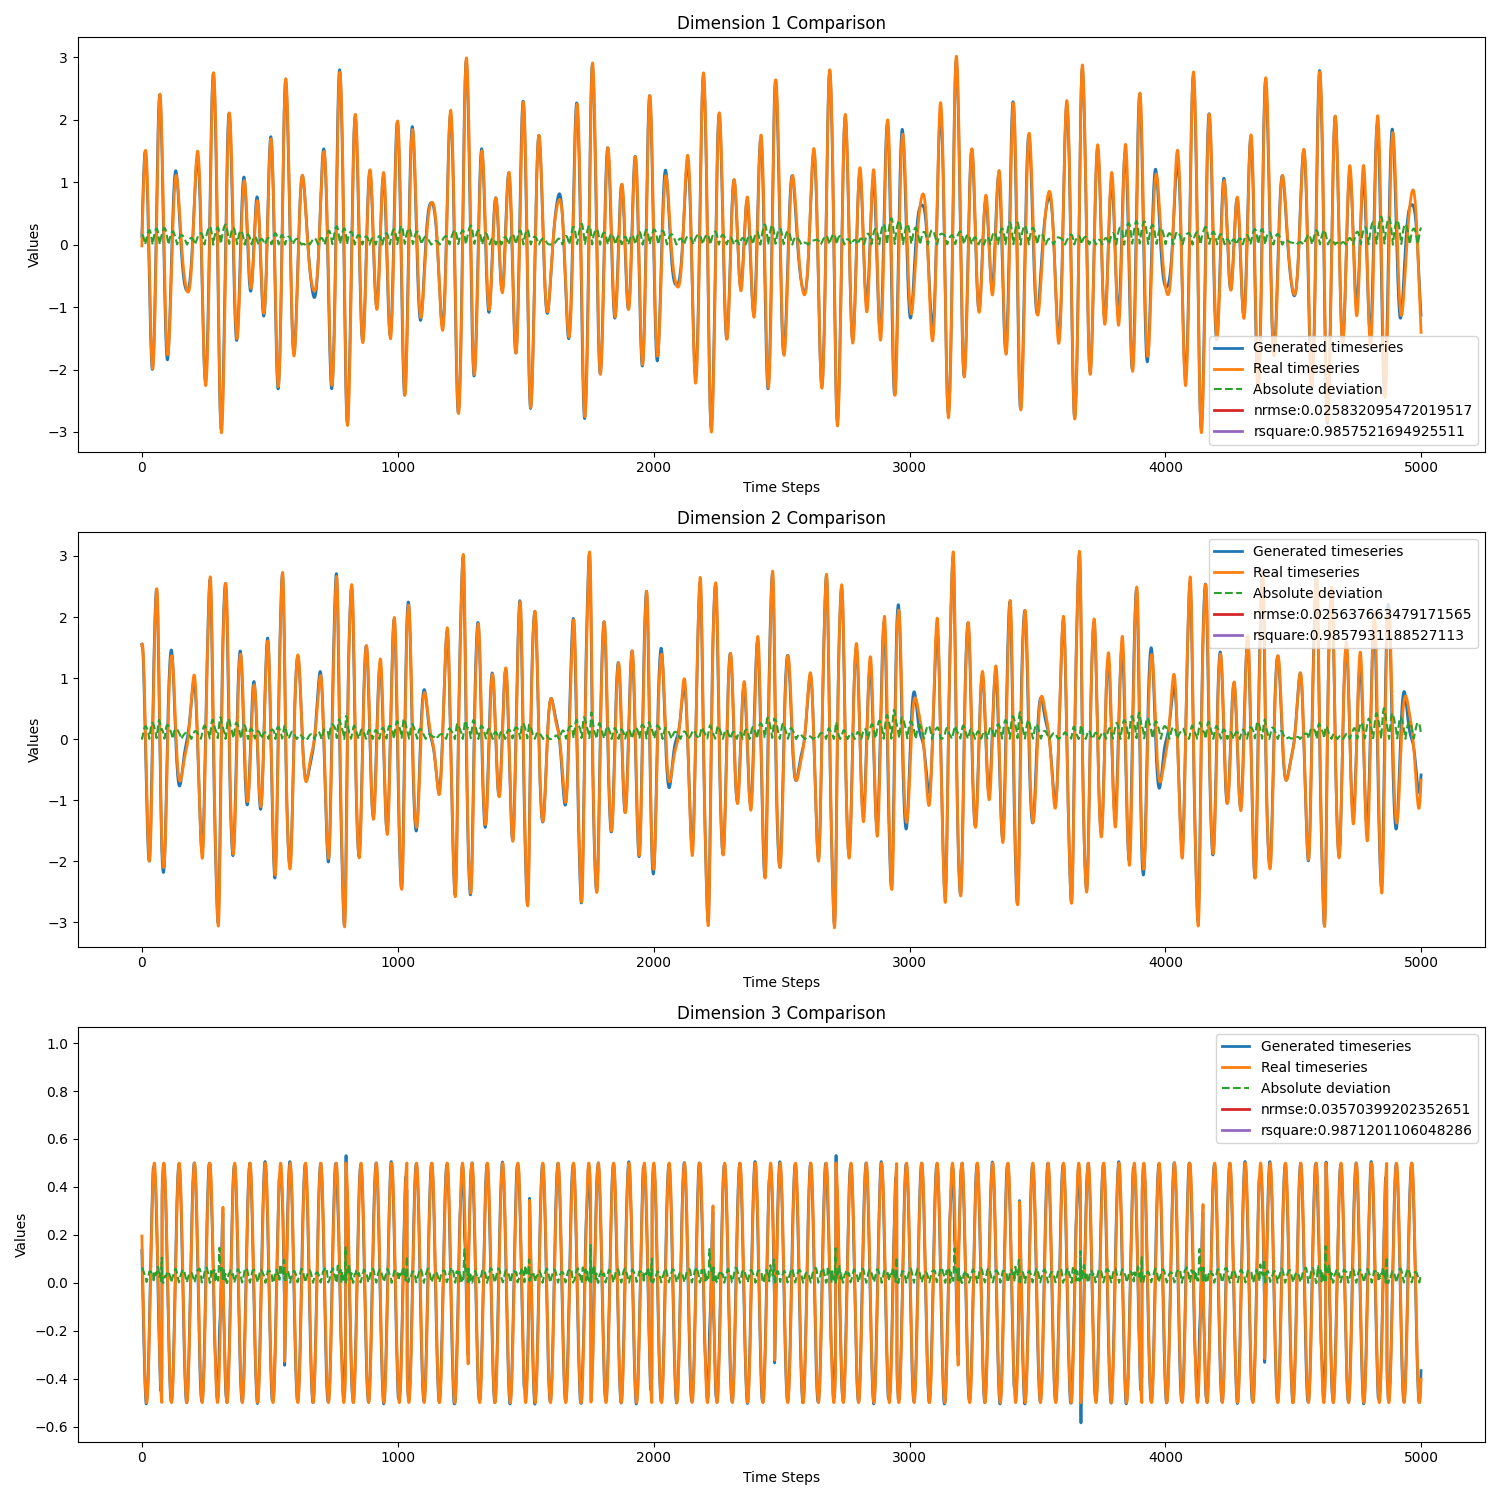 Dimension 1 Comparison
3
2
1
0
−1
−2
−3
Values
Generated timeseries
Real timeseries
Absolute deviation
nrmse:0.025832095472019517
rsquare:0.9857521694925511
0 1000 2000 3000 4000 5000
Time Steps
Dimension 2 Comparison
3
2
1
0
−1
−2
−3
Values
Generated timeseries
Real timeseries
Absolute deviation
nrmse:0.025637663479171565
rsquare:0.9857931188527113
0 1000 2000 3000 4000 5000
Time Steps
Dimension 3 Comparison
1.0
0.8
0.6
0.4
0.2
0.0
−0.2
−0.4
−0.6
Values
Generated timeseries
Real timeseries
Absolute deviation
nrmse:0.03570399202352651
rsquare:0.9871201106048286
0 1000 2000 3000 4000 5000
Time Steps